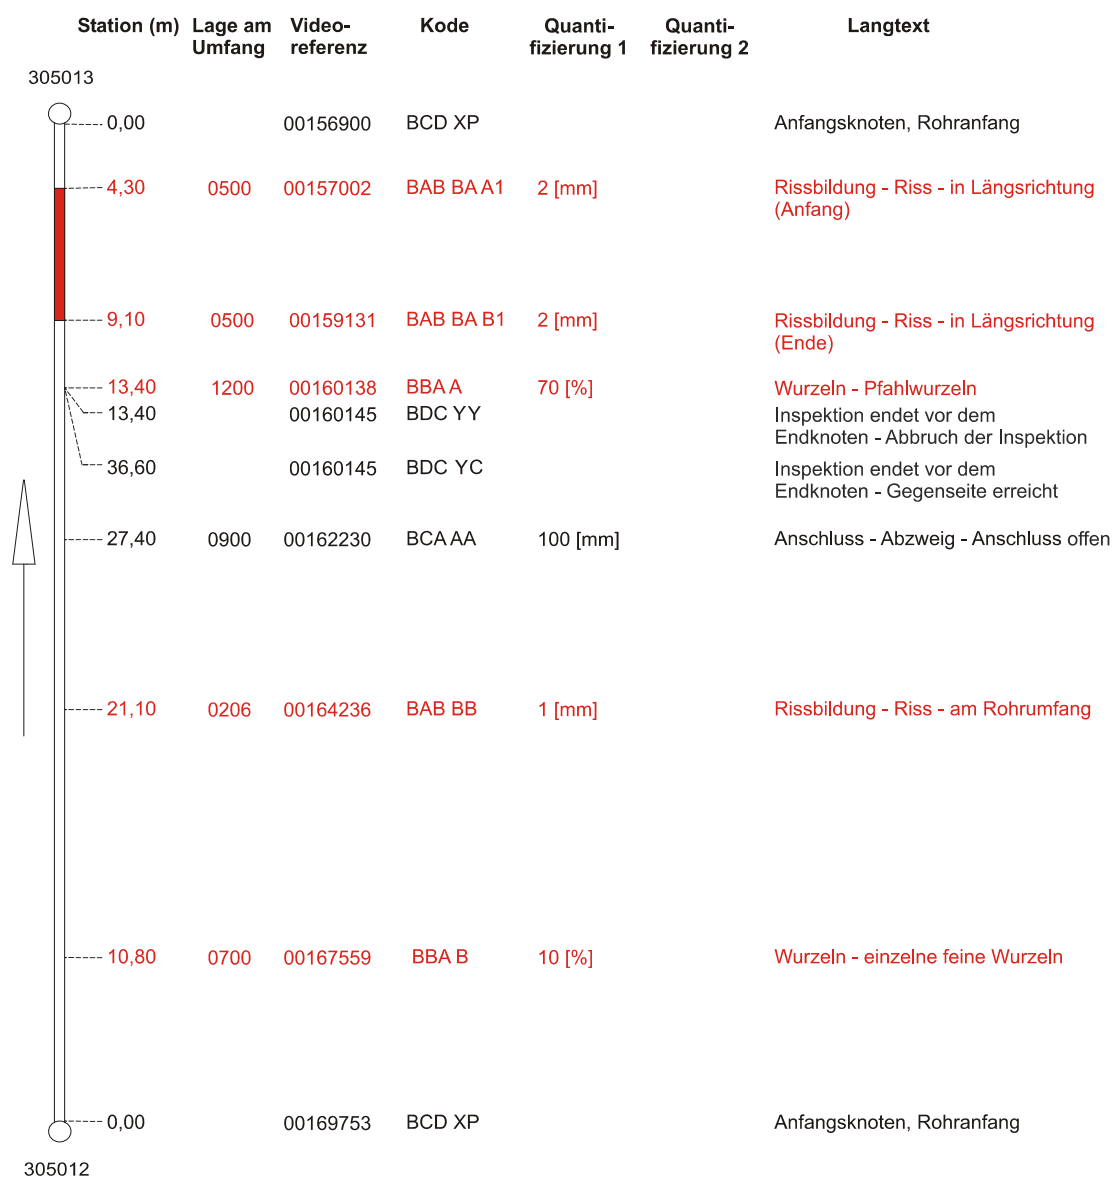 Station (m) Lage am Umfang Video-referenz Kode Quanti-fizierung 1 Quanti-fizierung 2 Langtext
305013
0,00 00156900 BCD XP Anfangsknoten, Rohranfang
4,30 0500 00157002 BAB BA A1 2 [mm] Rissbildung - Riss - in Längsrichtung
(Anfang)
9,10 0500 00159131 BAB BA B1 2 [mm] Rissbildung - Riss - in Längsrichtung
(Ende)
13,40 1200 00160138 BBA A 70 [%] Wurzeln - Pfahlwurzeln
13,40 00160145 BDC YY Inspektion endet vor dem
Endknoten - Abbruch der Inspektion
36,60 00160145 BDC YC Inspektion endet vor dem
Endknoten - Gegenseite erreicht
27,40 0900 00162230 BCA AA 100 [mm] Anschluss - Abzweig - Anschluss offen
21,10 0206 00164236 BAB BB 1 [mm] Rissbildung - Riss - am Rohrumfang
10,80 0700 00167559 BBA B 10 [%] Wurzeln - einzelne feine Wurzeln
0,00 00169753 BCD XP Anfangsknoten, Rohranfang
305012